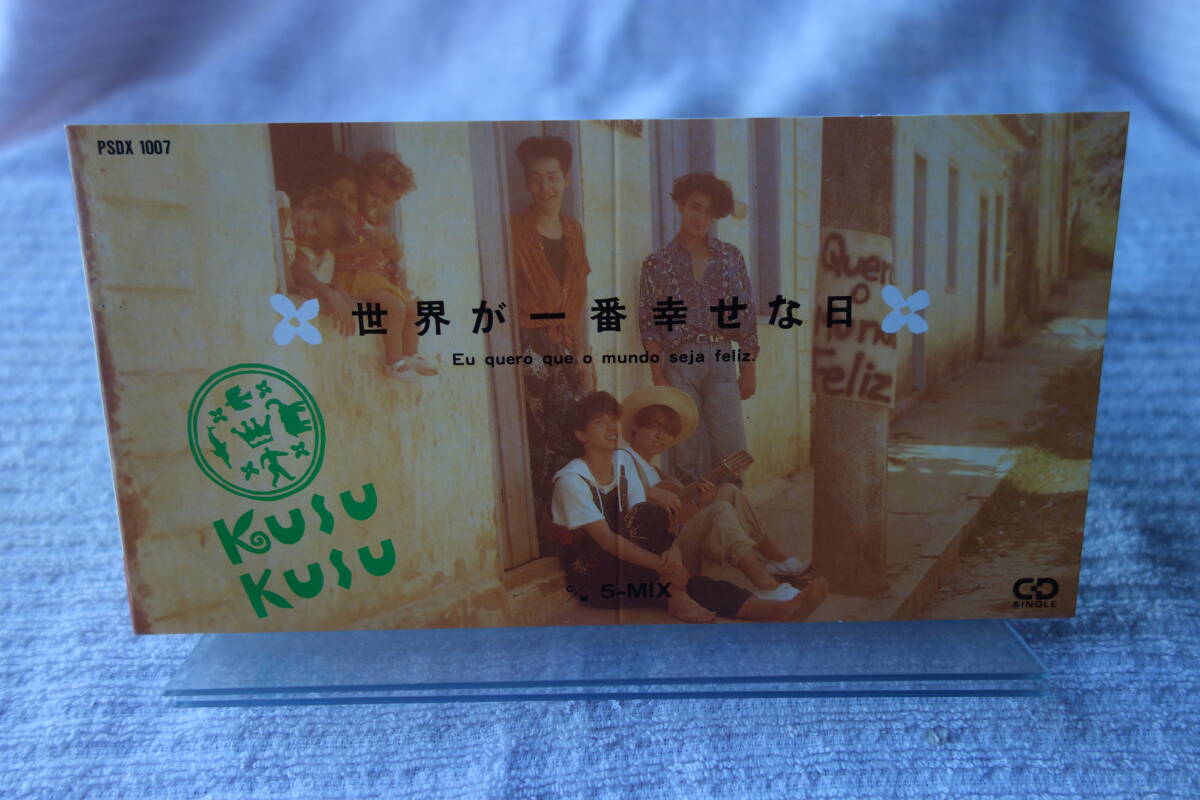 PSDX 1007
世界が一番幸せな日
Eu quero que o mundo seja feliz.
Quero
o
Feliz
KUSU
KUSU
c/w 5-MIX
CD
SINGLE